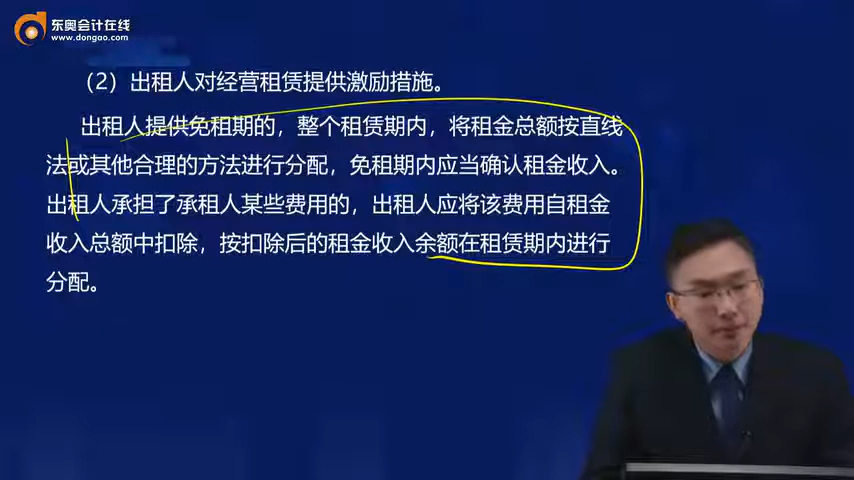 东奥会计在线
www.dongao.com
（2）出租人对经营租赁提供激励措施。
出租人提供免租期的，整个租赁期内，将租金总额按直线
法或其他合理的方法进行分配，免租期内应当确认租金收入。
出租人承担了承租人某些费用的，出租人应将该费用自租金
收入总额中扣除，按扣除后的租金收入余额在租赁期内进行
分配。